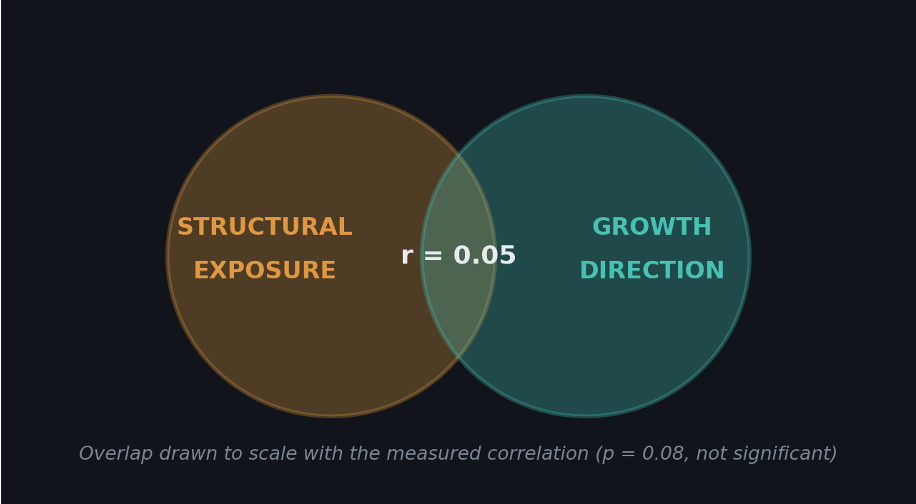 STRUCTURAL
EXPOSURE
r = 0.05
GROWTH
DIRECTION
Overlap drawn to scale with the measured correlation (p = 0.08, not significant)